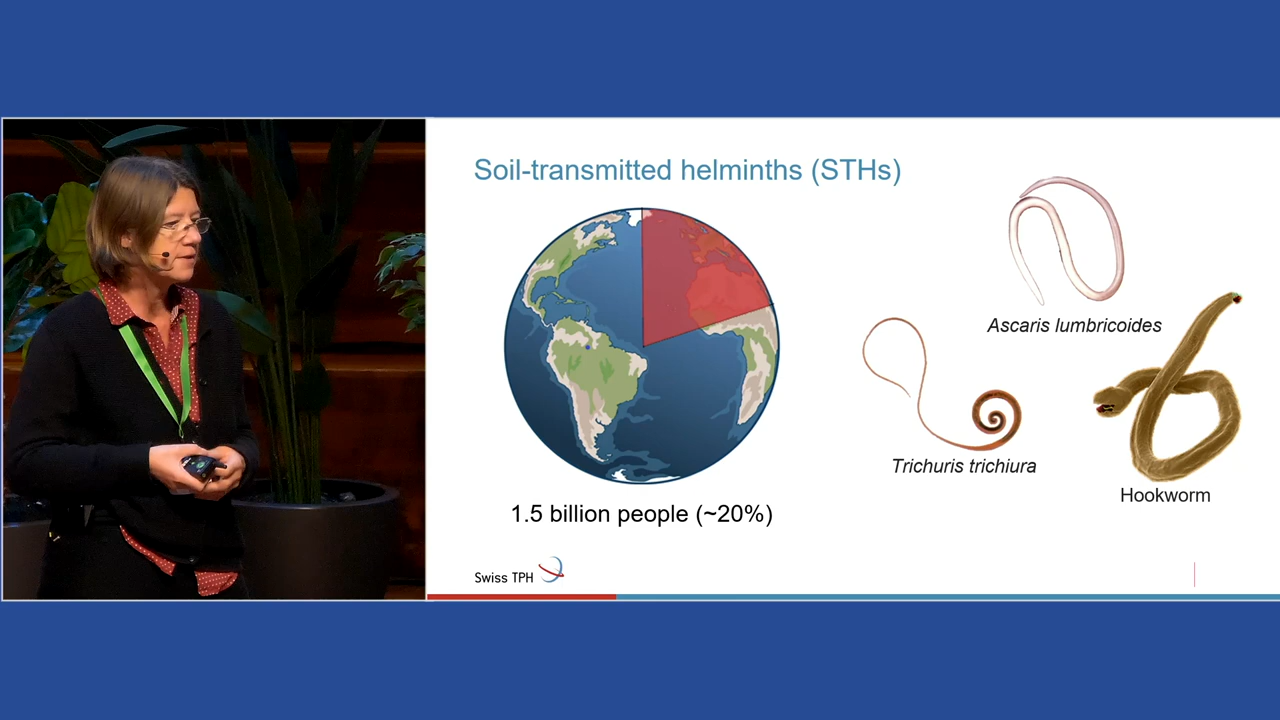 Soil-transmitted helminths (STHs)
Ascaris lumbricoides
Trichuris trichiura
Hookworm
1.5 billion people (~20%)
Swiss TPH